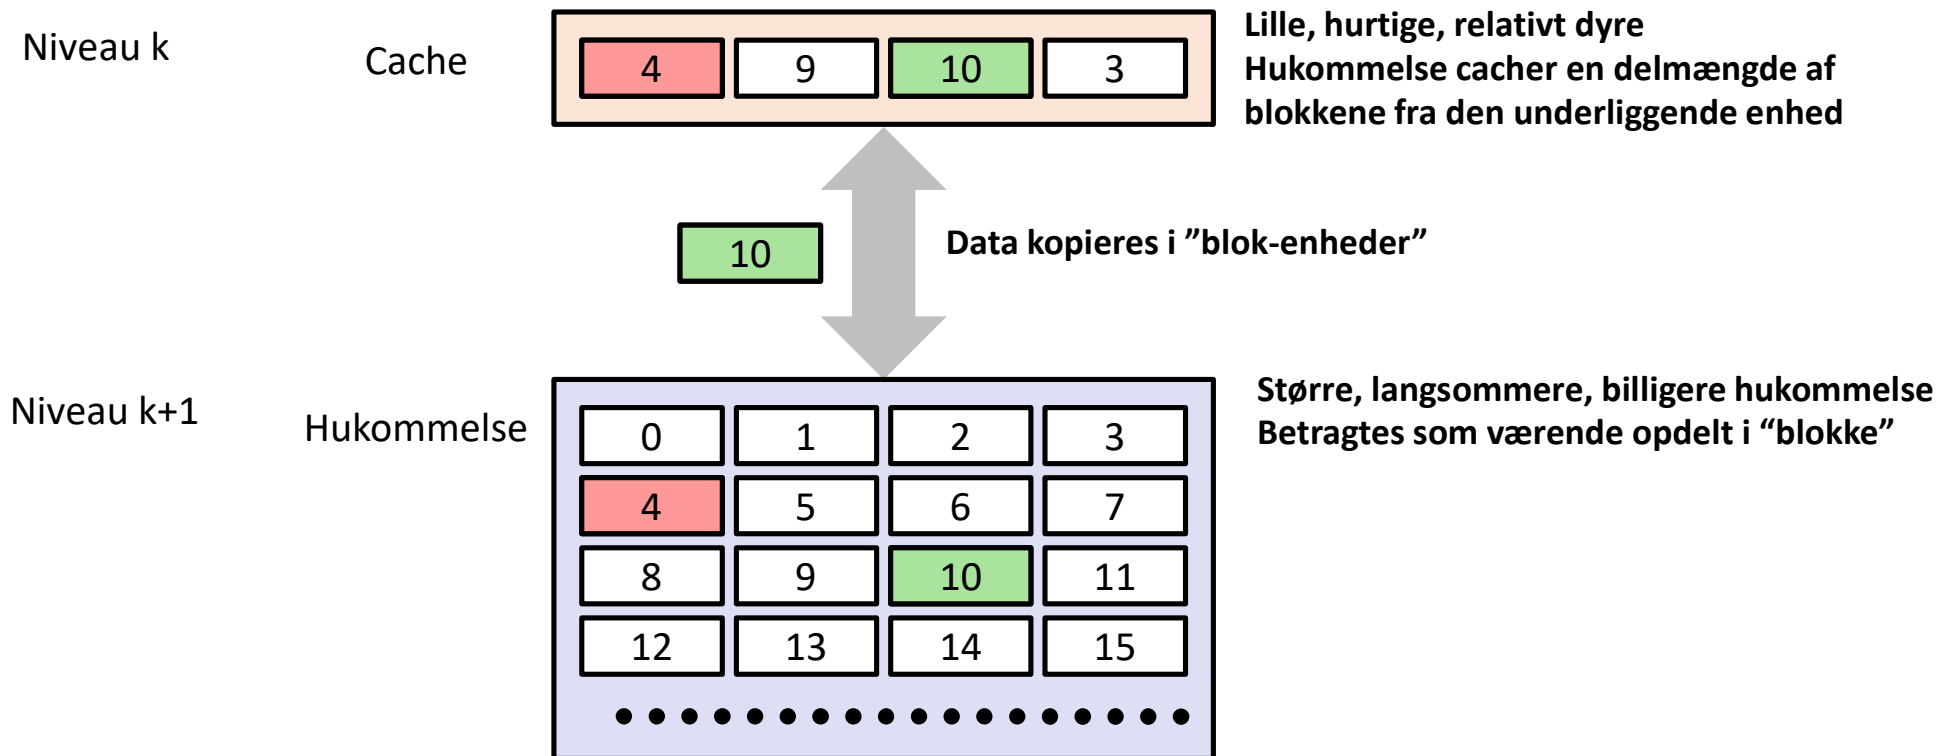 Niveau k
Cache
4 9 10 3
Lille, hurtige, relativt dyre
Hukommelse cacher en delmængde af
blokkene fra den underliggende enhed
10
Data kopieres i ”blok-enheder”
Niveau k+1
Hukommelse
0 1 2 3
4 5 6 7
8 9 10 11
12 13 14 15
Større, langsommere, billigere hukommelse
Betragtes som værende opdelt i “blokke”